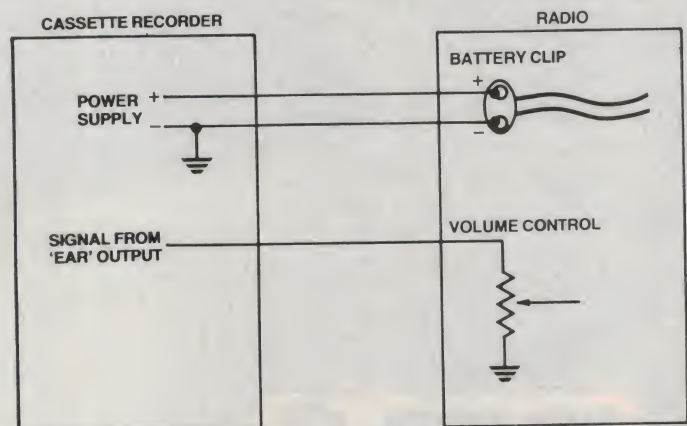 CASSETTE RECORDER
RADIO
BATTERY CLIP
+
POWER +
SUPPLY −
−
VOLUME CONTROL
SIGNAL FROM
'EAR' OUTPUT